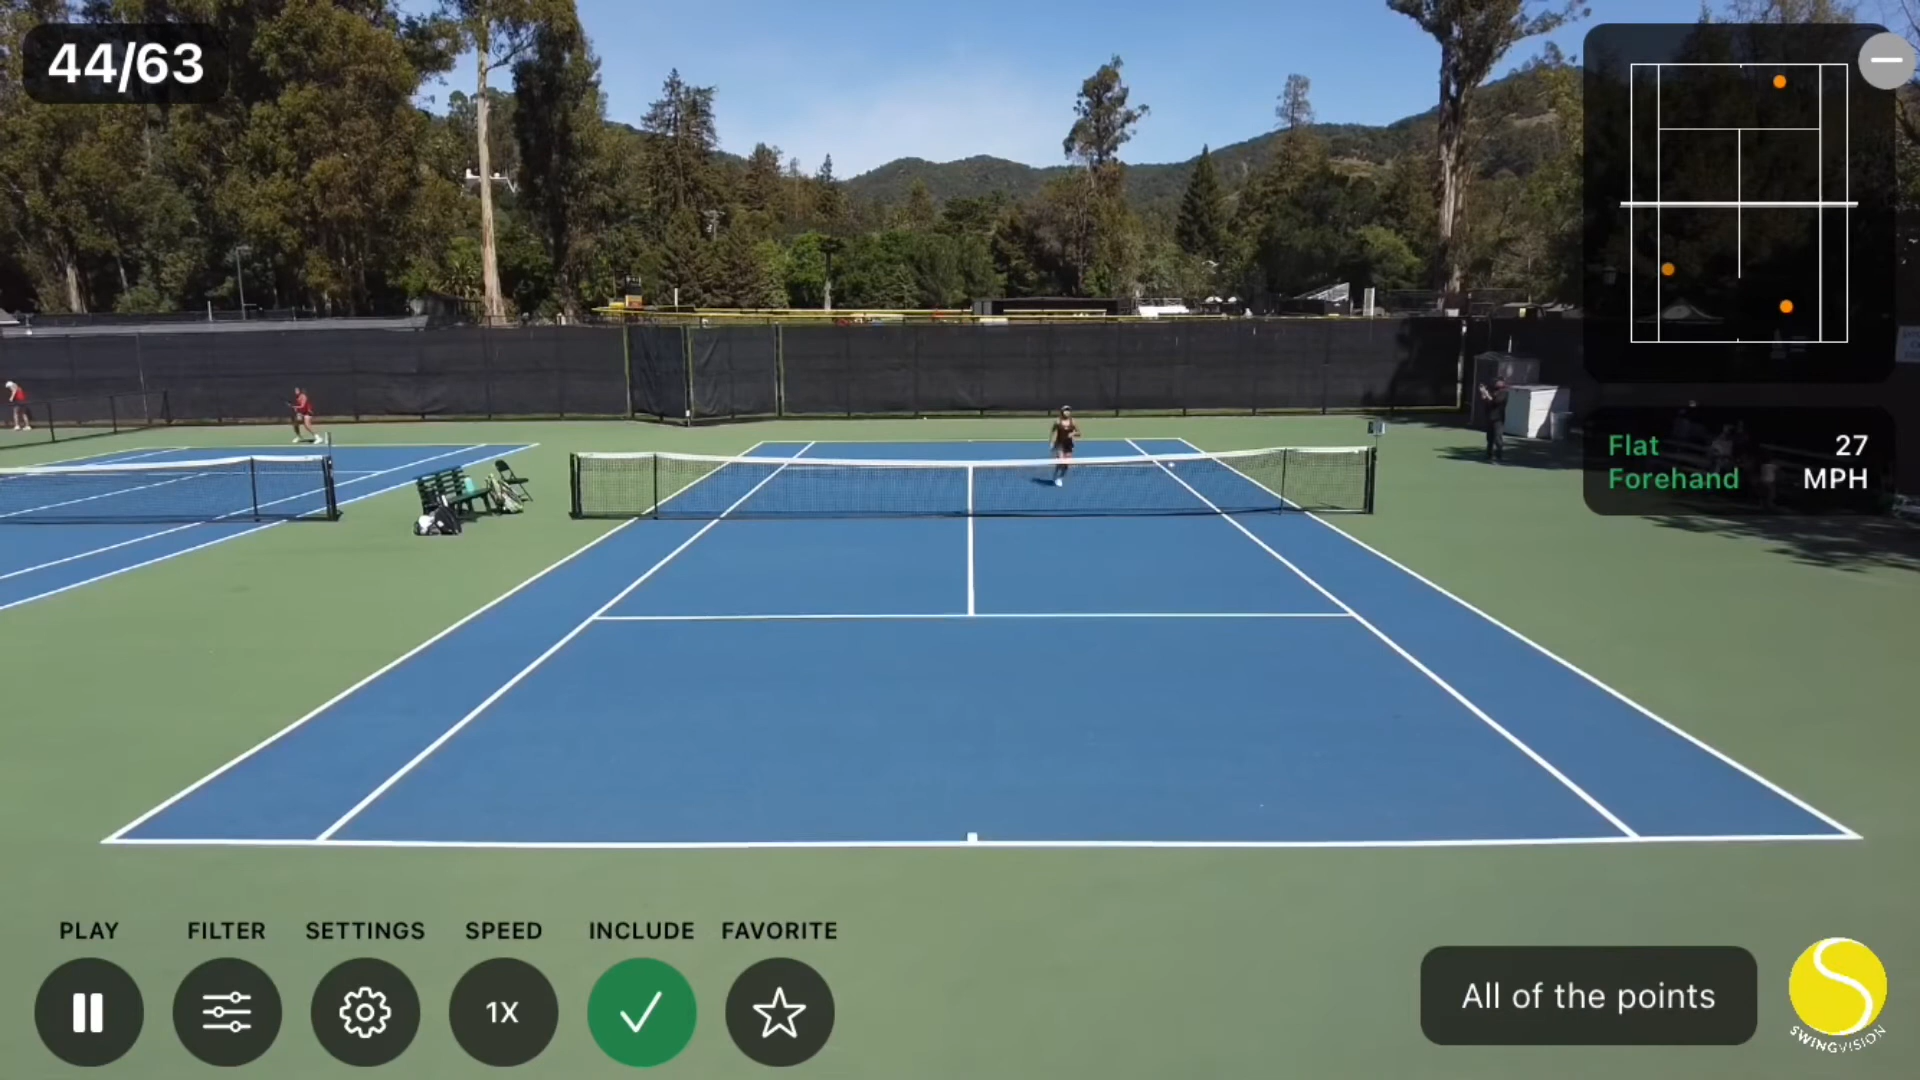 44/63
Flat
Forehand
27
MPH
PLAY
FILTER
SETTINGS
SPEED
INCLUDE
FAVORITE
1X
All of the points
SWINGVISION